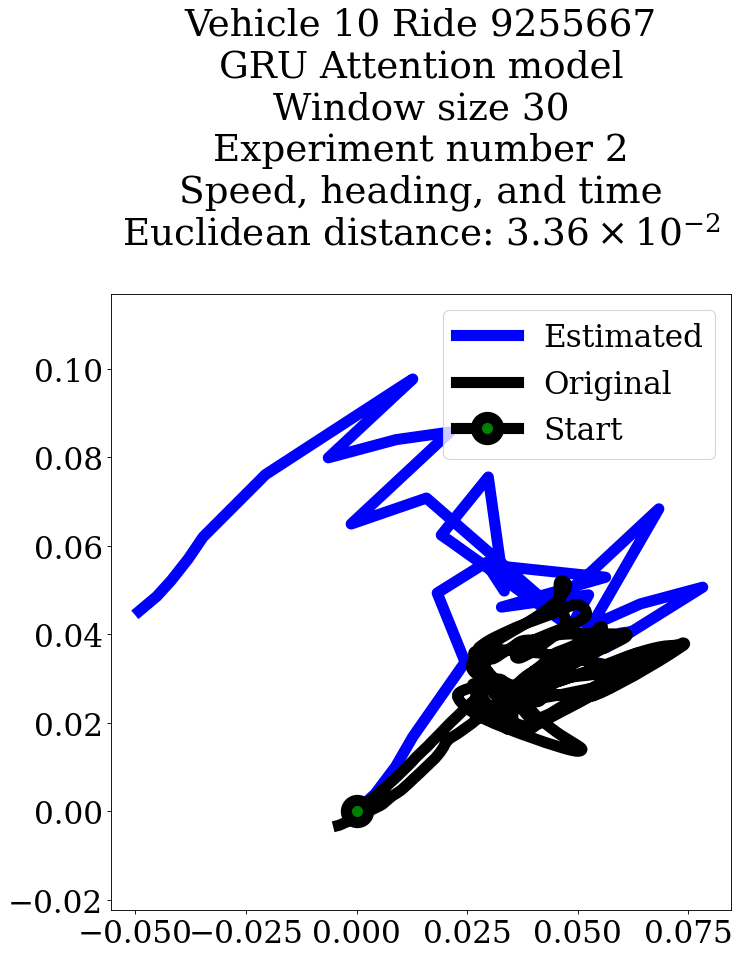 Vehicle 10 Ride 9255667
GRU Attention model
Window size 30
Experiment number 2
Speed, heading, and time
Euclidean distance: 3.36 × 10⁻²
Estimated
Original
Start
0.10
0.08
0.06
0.04
0.02
0.00
−0.02
−0.050 −0.025 0.000 0.025 0.050 0.075